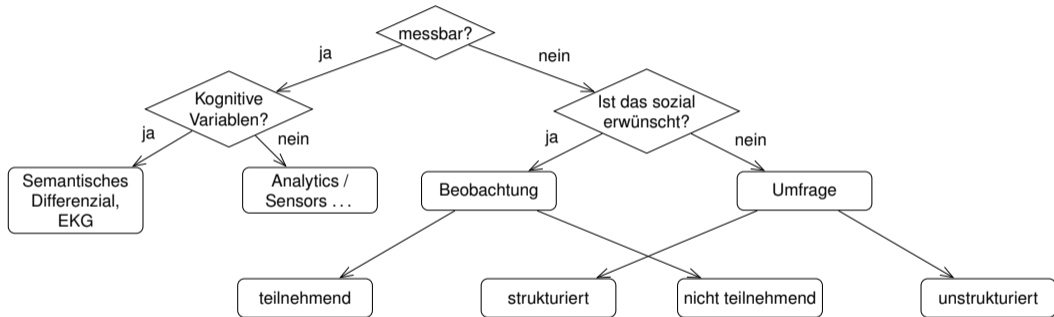 messbar?
ja
nein
Kognitive
Variablen?
Ist das sozial
erwünscht?
ja
nein
ja
nein
Semantisches
Differenzial,
EKG
Analytics /
Sensors ...
Beobachtung
Umfrage
teilnehmend
strukturiert
nicht teilnehmend
unstrukturiert